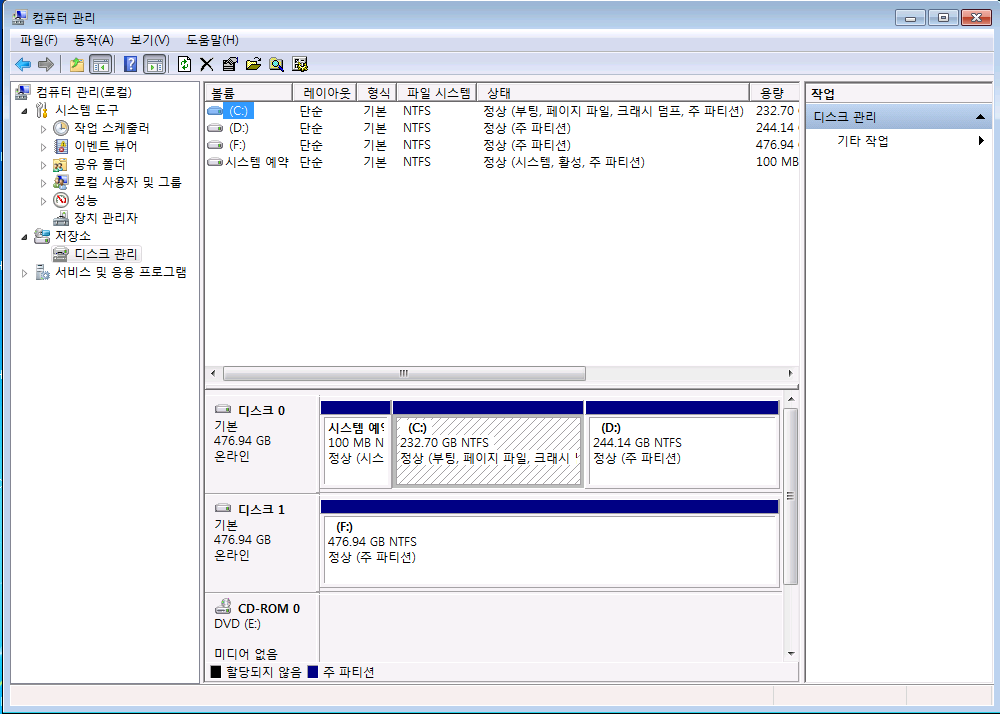 컴퓨터 관리
파일(F) 동작(A) 보기(V) 도움말(H)
컴퓨터 관리(로컬)
시스템 도구
작업 스케줄러
이벤트 뷰어
공유 폴더
로컬 사용자 및 그룹
성능
장치 관리자
저장소
디스크 관리
서비스 및 응용 프로그램
볼륨 레이아웃 형식 파일 시스템 상태 용량
(C:) 단순 기본 NTFS 정상 (부팅, 페이지 파일, 크래시 덤프, 주 파티션) 232.70
(D:) 단순 기본 NTFS 정상 (주 파티션) 244.14
(F:) 단순 기본 NTFS 정상 (주 파티션) 476.94
시스템 예약 단순 기본 NTFS 정상 (시스템, 활성, 주 파티션) 100 MB
디스크 0
기본
476.94 GB
온라인
시스템 예약
100 MB N
정상 (시스
(C:)
232.70 GB NTFS
정상 (부팅, 페이지 파일, 크래시
(D:)
244.14 GB NTFS
정상 (주 파티션)
디스크 1
기본
476.94 GB
온라인
(F:)
476.94 GB NTFS
정상 (주 파티션)
CD-ROM 0
DVD (E:)
미디어 없음
할당되지 않음 주 파티션
작업
디스크 관리
기타 작업